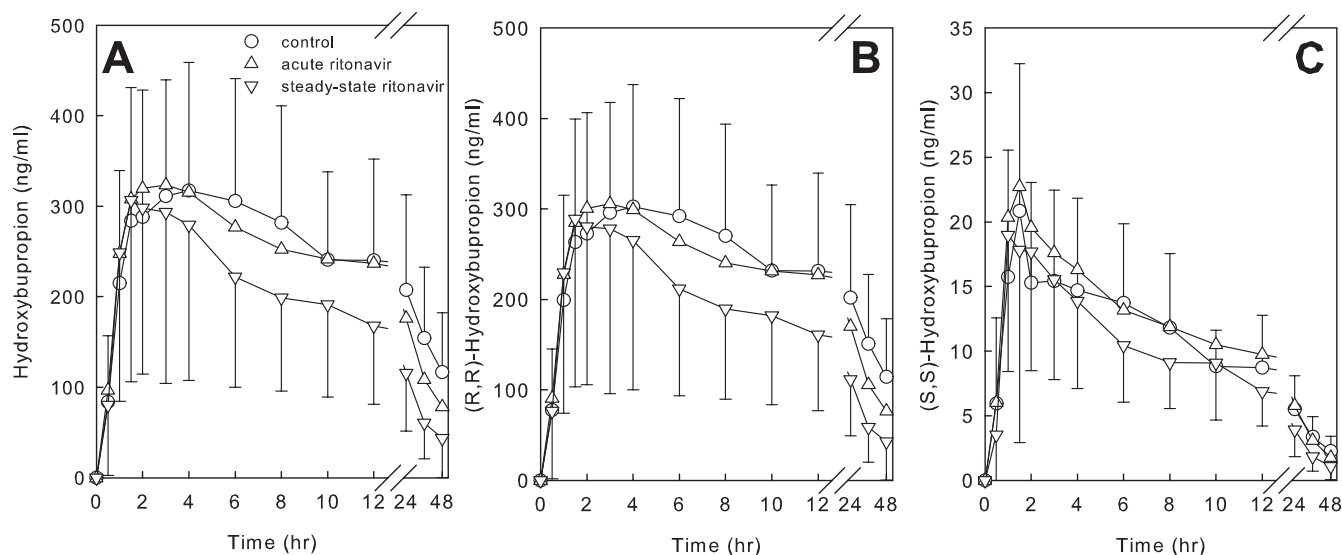 A
control
acute ritonavir
steady-state ritonavir
Hydroxybupropion (ng/ml)
500
400
300
200
100
0
0 2 4 6 8 10 12 24 48
Time (hr)
B
(R,R)-Hydroxybupropion (ng/ml)
500
400
300
200
100
0
0 2 4 6 8 10 12 24 48
Time (hr)
C
(S,S)-Hydroxybupropion (ng/ml)
35
30
25
20
15
10
5
0
0 2 4 6 8 10 12 24 48
Time (hr)